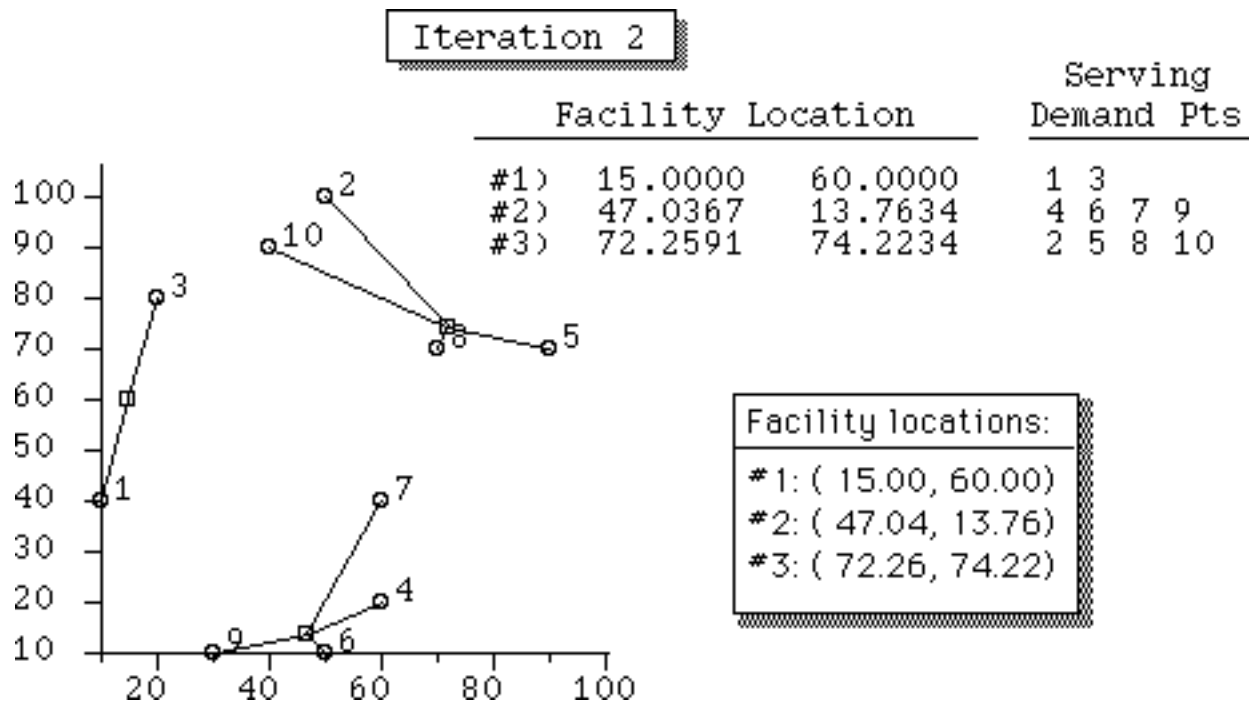 Iteration 2
Serving
Facility Location Demand Pts
#1) 15.0000 60.0000 1 3
#2) 47.0367 13.7634 4 6 7 9
#3) 72.2591 74.2234 2 5 8 10
100
90
80
70
60
50
40
30
20
10
20 40 60 80 100
2
10
3
8
5
1
7
4
9
6
Facility locations:
#1: ( 15.00, 60.00)
#2: ( 47.04, 13.76)
#3: ( 72.26, 74.22)